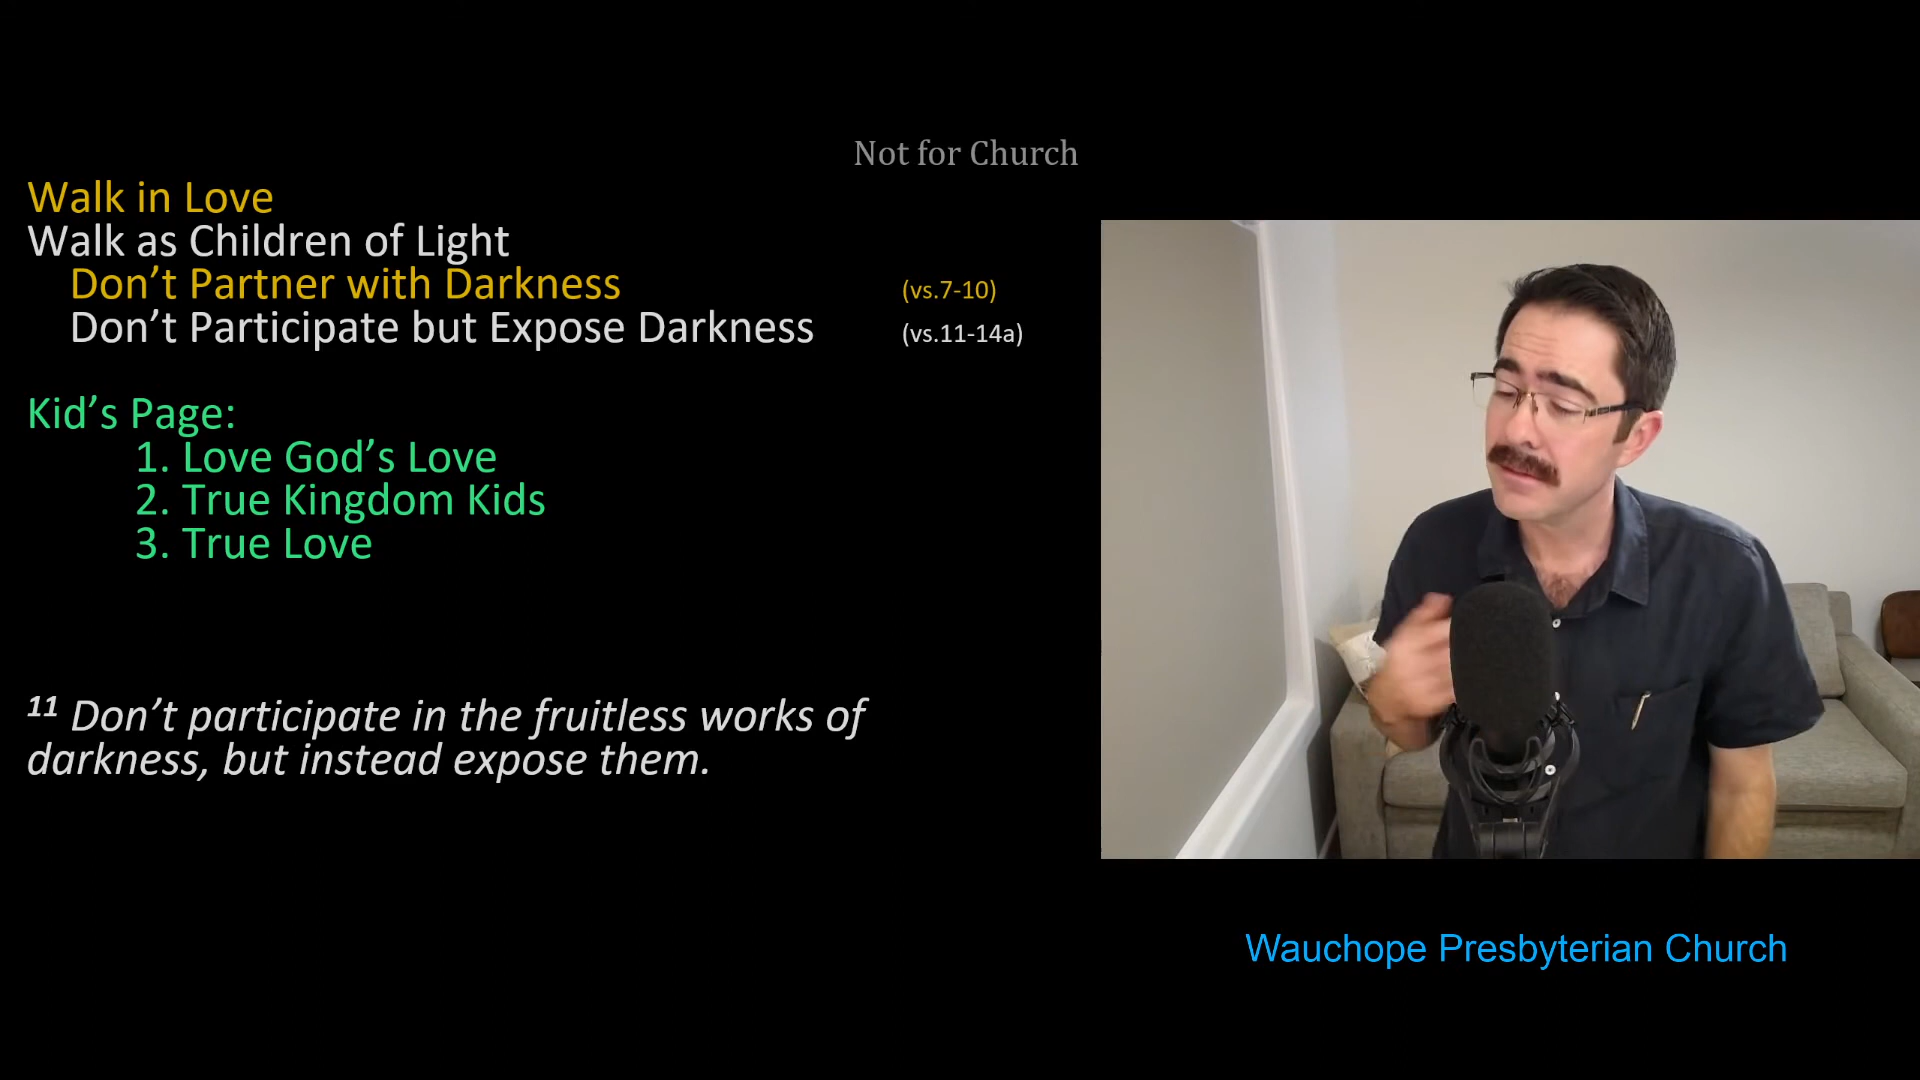 Not for Church
Walk in Love
Walk as Children of Light
Don’t Partner with Darkness (vs.7-10)
Don’t Participate but Expose Darkness (vs.11-14a)
Kid’s Page:
1. Love God’s Love
2. True Kingdom Kids
3. True Love
11 Don’t participate in the fruitless works of
darkness, but instead expose them.
Wauchope Presbyterian Church